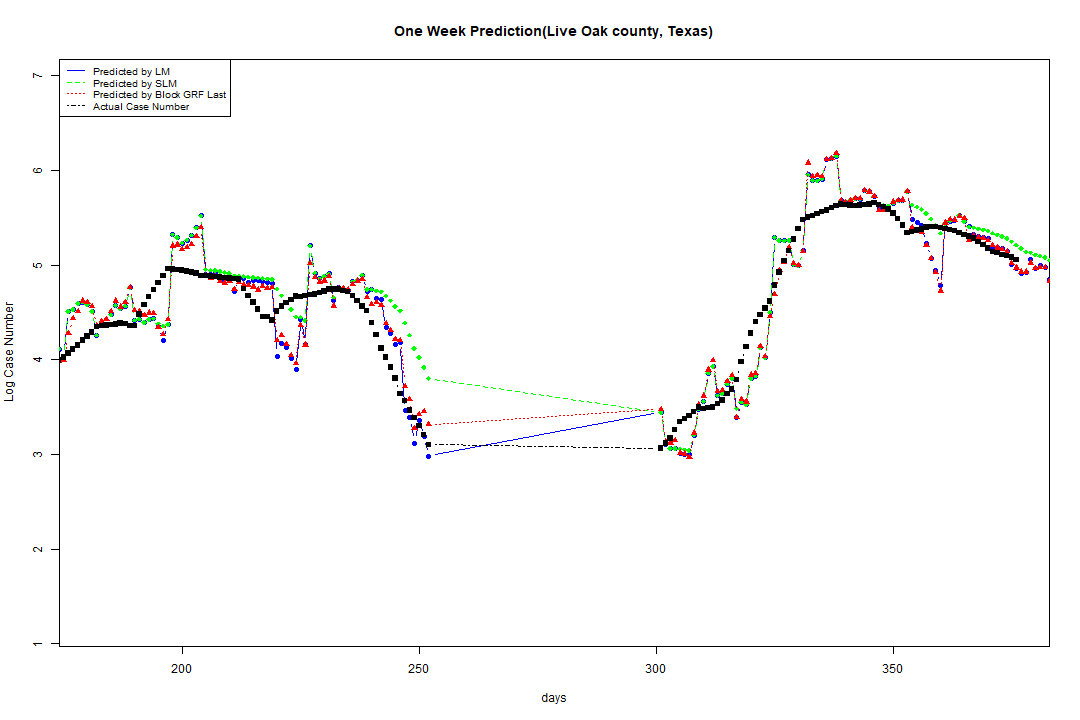 One Week Prediction(Live Oak county, Texas)
Predicted by LM
Predicted by SLM
Predicted by Block GRF Last
Actual Case Number
Log Case Number
7
6
5
4
3
2
1
200 250 300 350
days